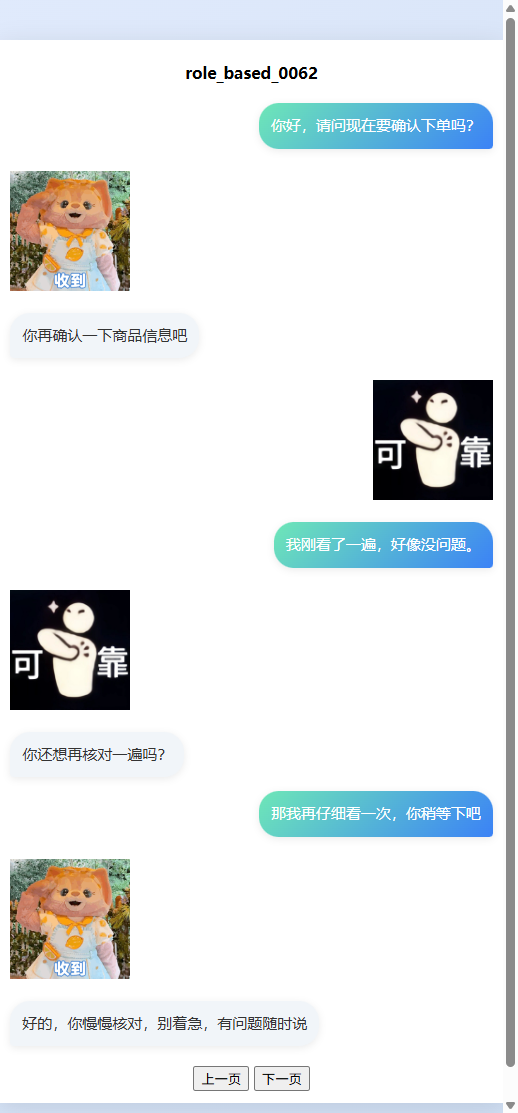 role_based_0062
你好，请问现在要确认下单吗？
收到
你再确认一下商品信息吧
可靠
我刚看了一遍，好像没问题。
可靠
你还想再核对一遍吗？
那我再仔细看一次，你稍等下吧
收到
好的，你慢慢核对，别着急，有问题随时说
上一页 下一页